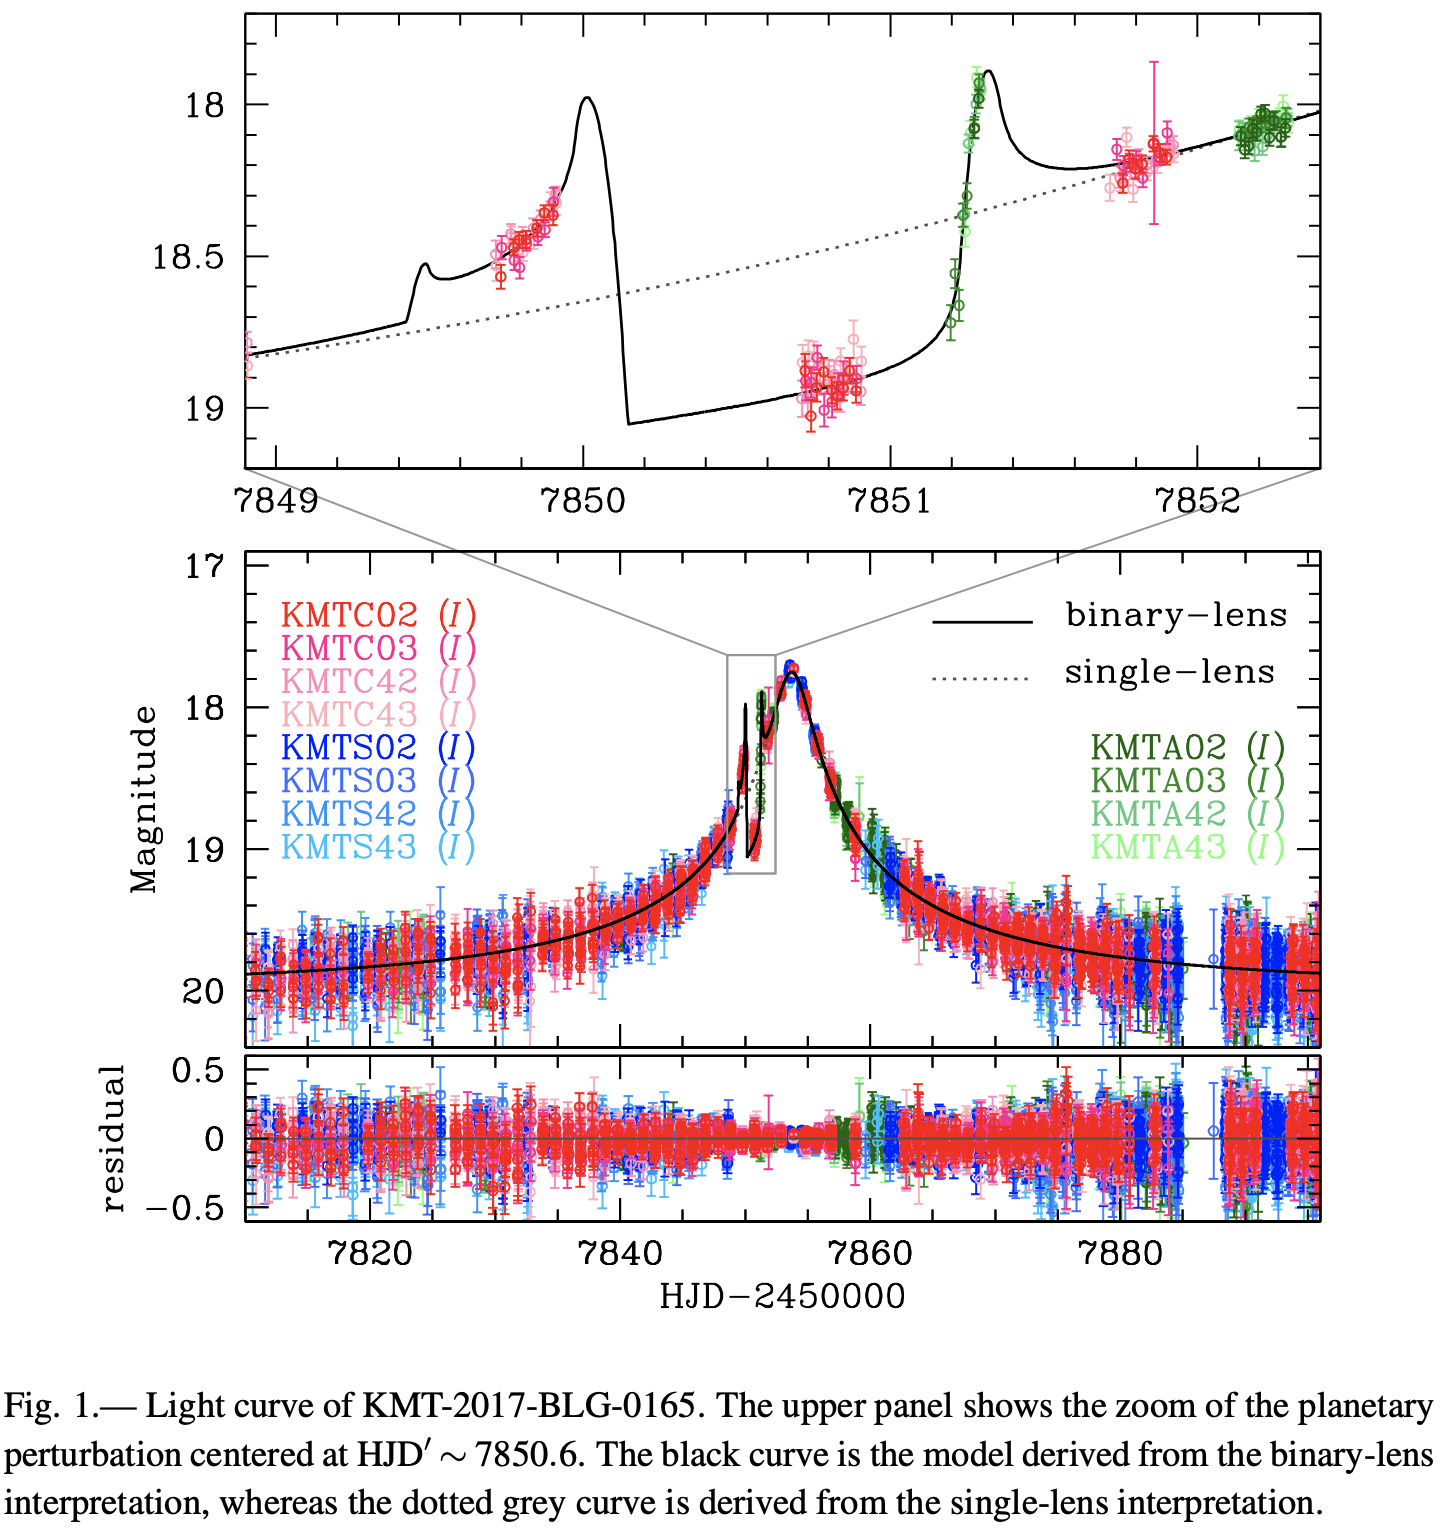 18
18.5
19
7849 7850 7851 7852
17
18
19
20
Magnitude
KMTC02 (I)
KMTC03 (I)
KMTC42 (I)
KMTC43 (I)
KMTS02 (I)
KMTS03 (I)
KMTS42 (I)
KMTS43 (I)
binary-lens
single-lens
KMTA02 (I)
KMTA03 (I)
KMTA42 (I)
KMTA43 (I)
0.5
0
-0.5
residual
7820 7840 7860 7880
HJD-2450000
Fig. 1.— Light curve of KMT-2017-BLG-0165. The upper panel shows the zoom of the planetary
perturbation centered at HJD′ ~ 7850.6. The black curve is the model derived from the binary-lens
interpretation, whereas the dotted grey curve is derived from the single-lens interpretation.